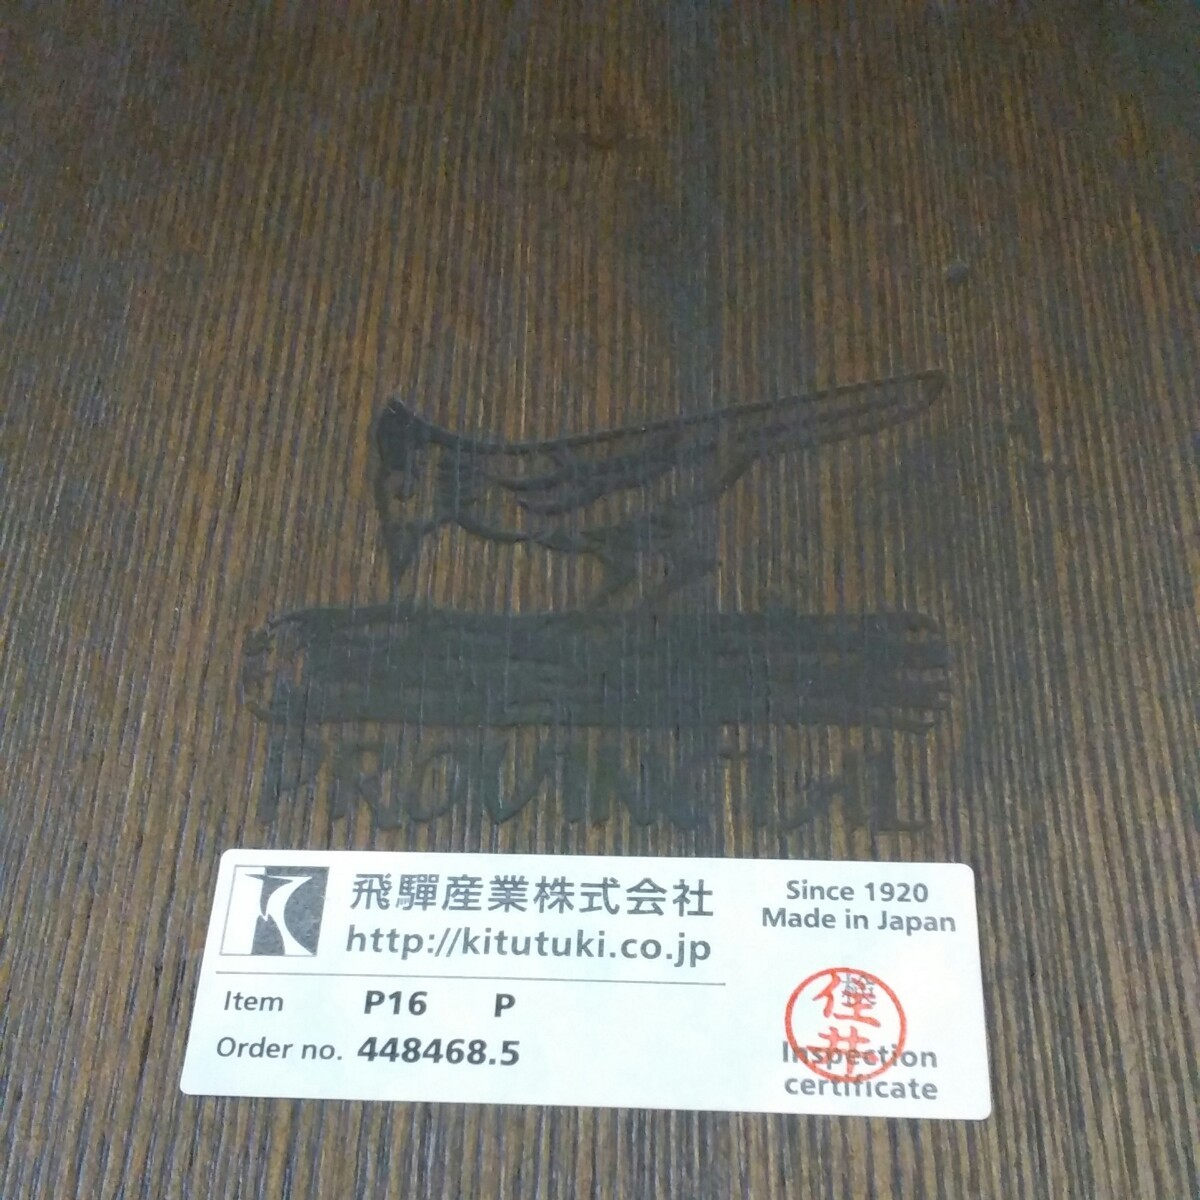 PROVINCIAL
飛驒産業株式会社
http://kitutuki.co.jp
Since 1920
Made in Japan
Item P16 P
Order no. 448468.5
Inspection
certificate